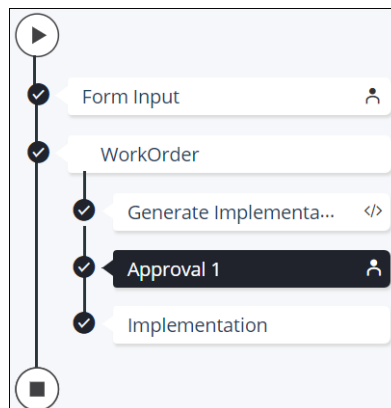 Form Input
WorkOrder
Generate Implementa...
</>
Approval 1
Implementation